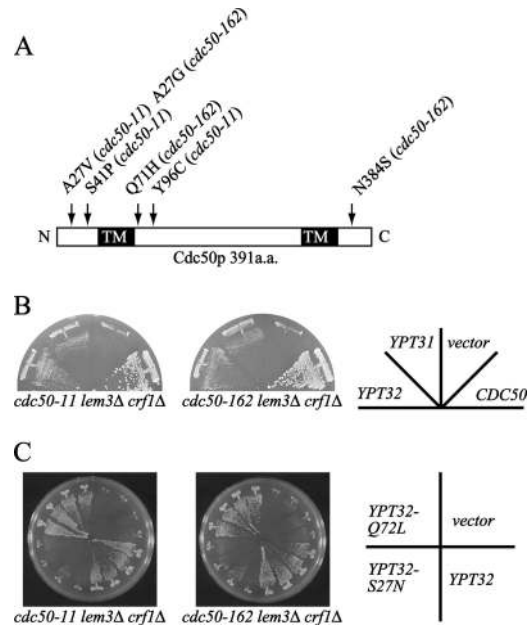 A
A27V (cdc50-11) A27G (cdc50-162)
S41P (cdc50-11)
Q71H (cdc50-162)
Y96C (cdc50-11)
N384S (cdc50-162)
N TM TM C
Cdc50p 391a.a.
B
YPT31 vector
YPT32 CDC50
cdc50-11 lem3Δ crf1Δ cdc50-162 lem3Δ crf1Δ
C
YPT32-
Q72L vector
YPT32-
S27N YPT32
cdc50-11 lem3Δ crf1Δ cdc50-162 lem3Δ crf1Δ